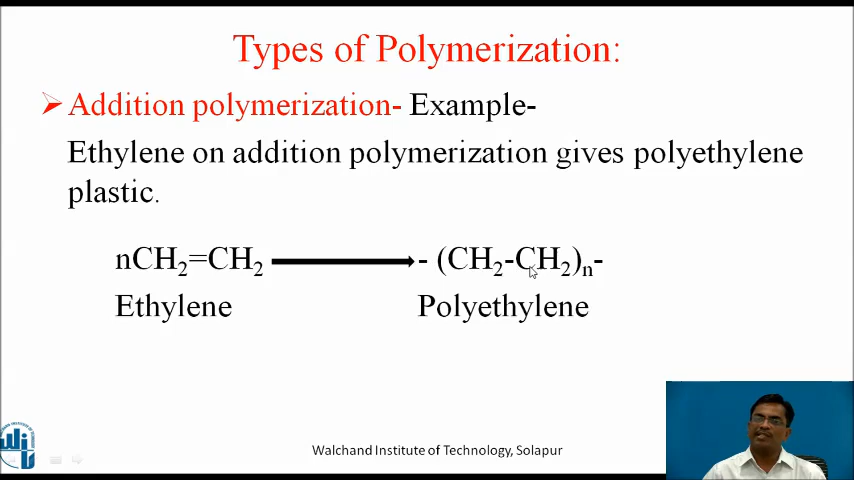 Types of Polymerization:
➢ Addition polymerization- Example-
Ethylene on addition polymerization gives polyethylene
plastic.
nCH₂=CH₂ ⟶ - (CH₂-CH₂)ₙ-
Ethylene Polyethylene
Walchand Institute of Technology, Solapur